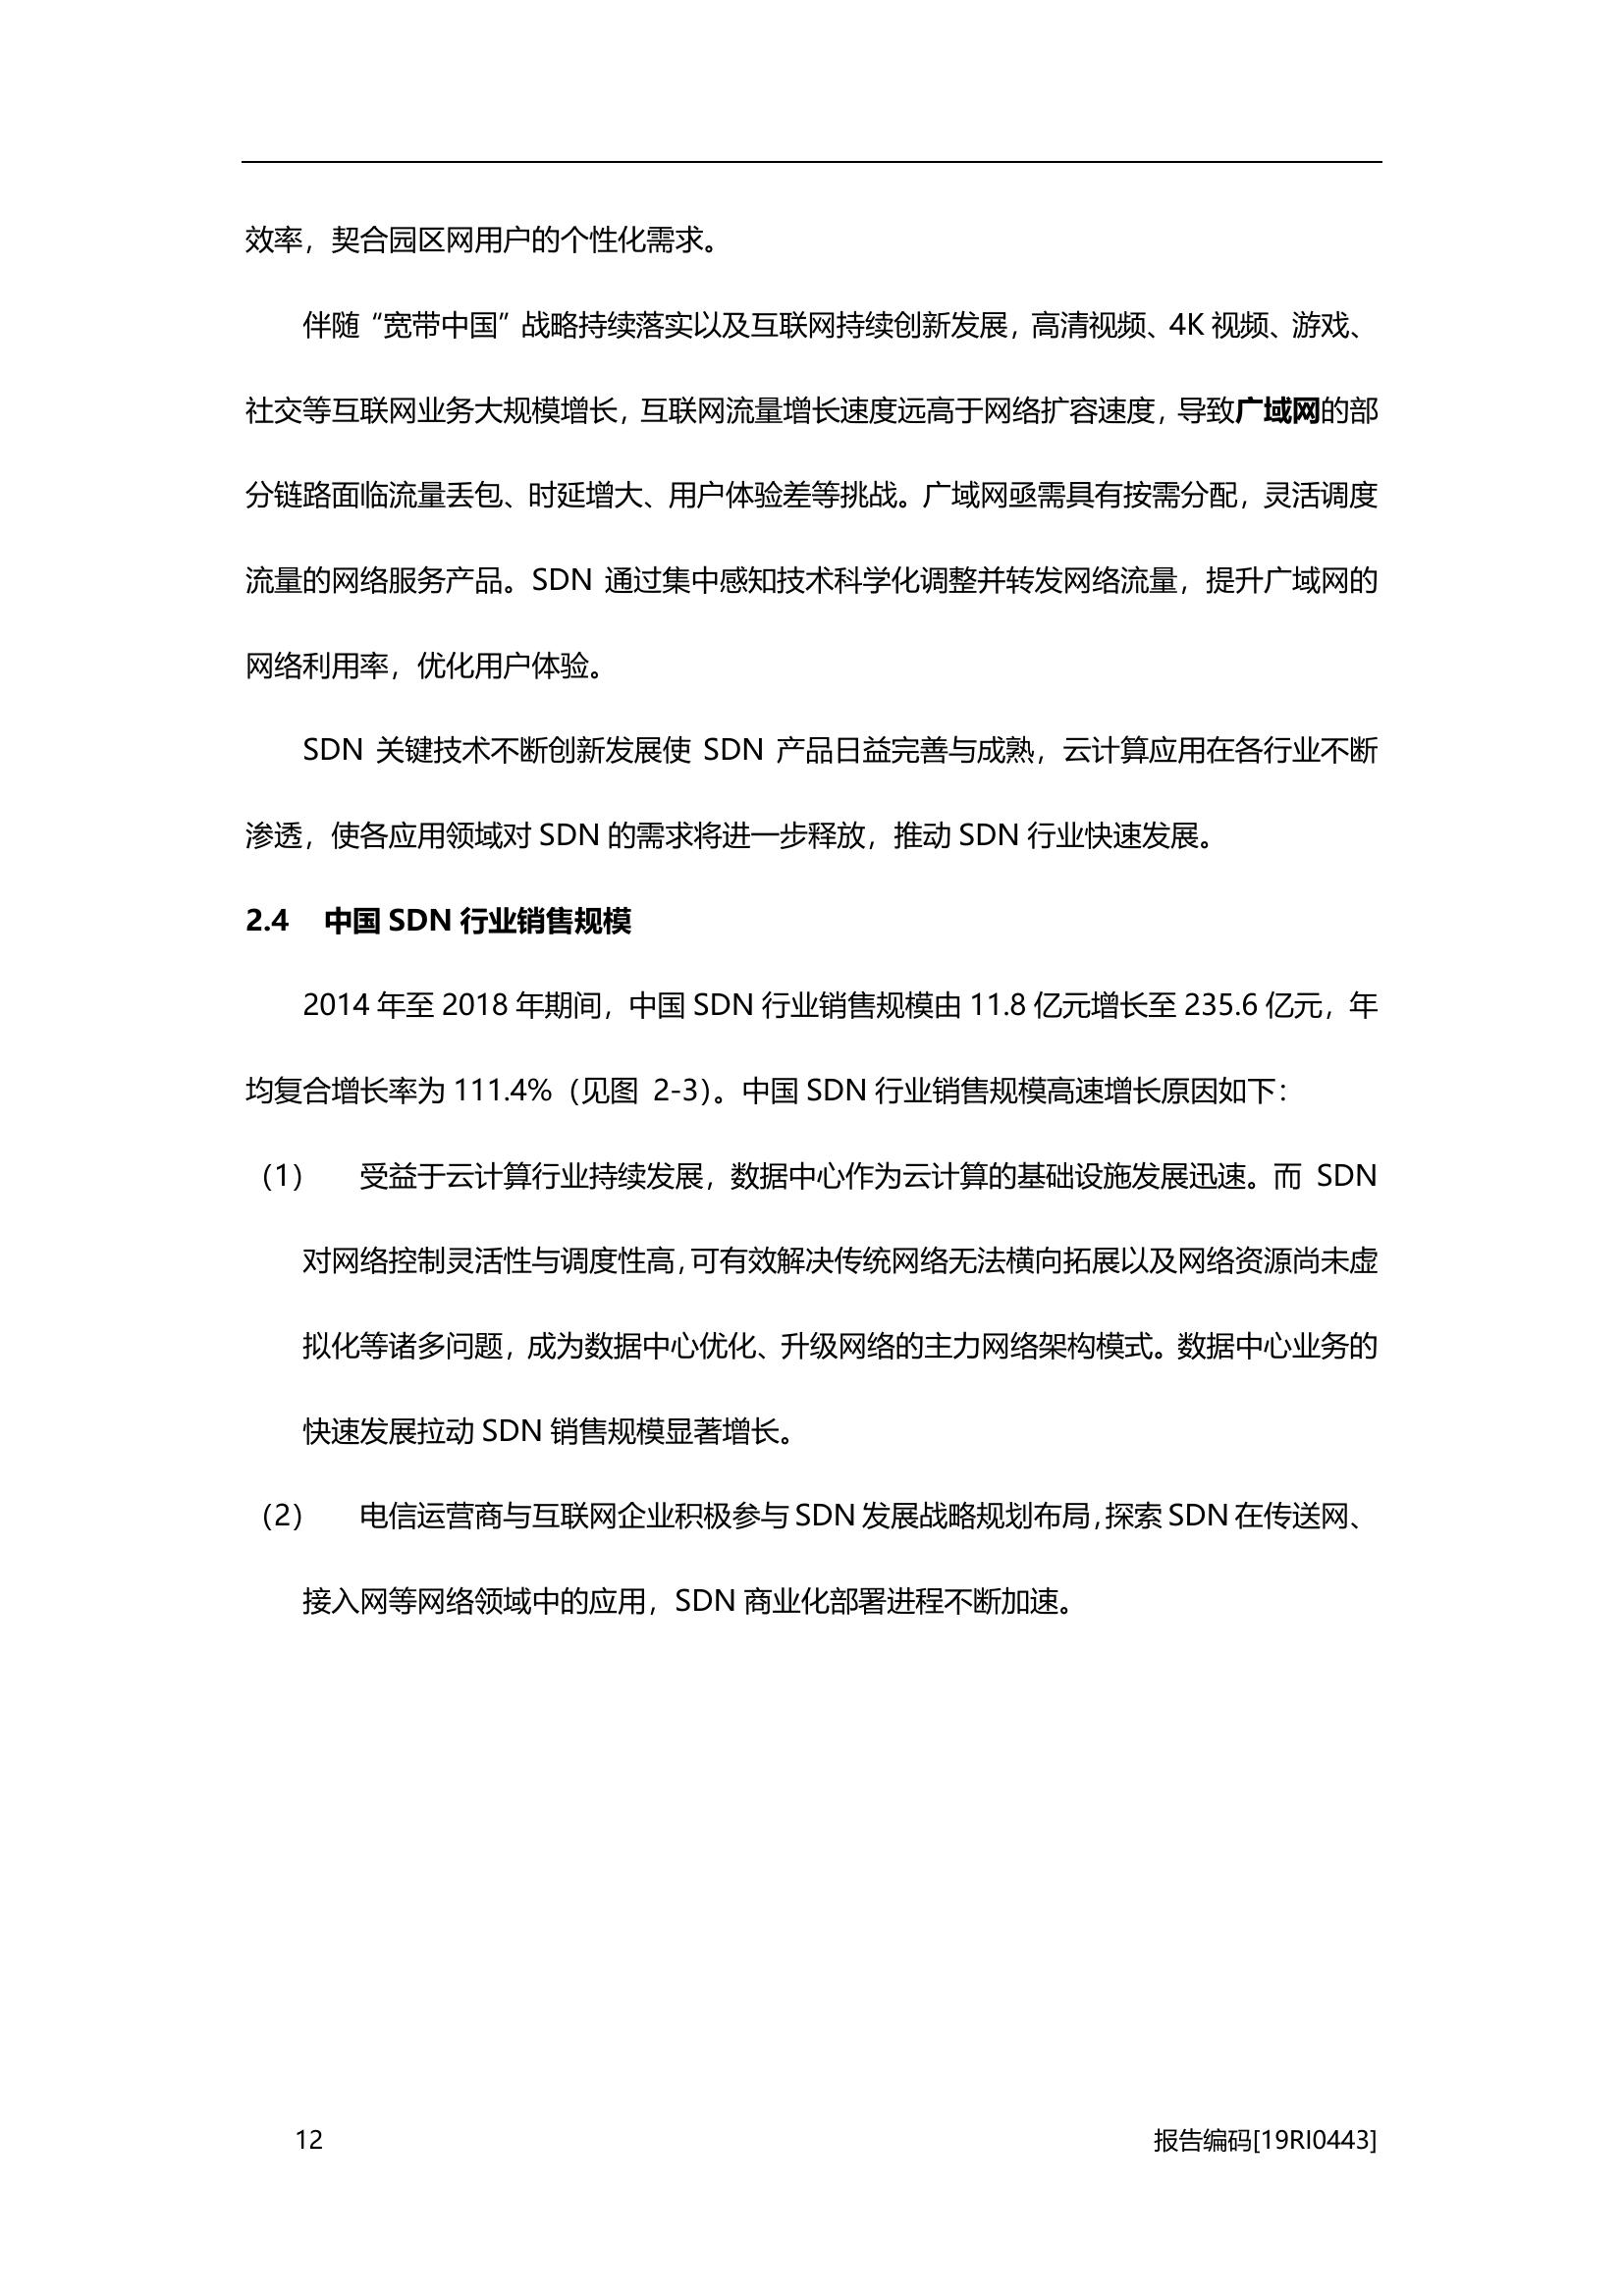 效率，契合园区网用户的个性化需求。
伴随“宽带中国”战略持续落实以及互联网持续创新发展，高清视频、4K 视频、游戏、
社交等互联网业务大规模增长，互联网流量增长速度远高于网络扩容速度，导致广域网的部
分链路面临流量丢包、时延增大、用户体验差等挑战。广域网亟需具有按需分配，灵活调度
流量的网络服务产品。SDN 通过集中感知技术科学化调整并转发网络流量，提升广域网的
网络利用率，优化用户体验。
SDN 关键技术不断创新发展使 SDN 产品日益完善与成熟，云计算应用在各行业不断
渗透，使各应用领域对 SDN 的需求将进一步释放，推动 SDN 行业快速发展。
2.4 中国 SDN 行业销售规模
2014 年至 2018 年期间，中国 SDN 行业销售规模由 11.8 亿元增长至 235.6 亿元，年
均复合增长率为 111.4%（见图 2-3）。中国 SDN 行业销售规模高速增长原因如下：
（1） 受益于云计算行业持续发展，数据中心作为云计算的基础设施发展迅速。而 SDN
对网络控制灵活性与调度性高，可有效解决传统网络无法横向拓展以及网络资源尚未虚
拟化等诸多问题，成为数据中心优化、升级网络的主力网络架构模式。数据中心业务的
快速发展拉动 SDN 销售规模显著增长。
（2） 电信运营商与互联网企业积极参与 SDN 发展战略规划布局，探索 SDN 在传送网、
接入网等网络领域中的应用，SDN 商业化部署进程不断加速。
12 报告编码[19RI0443]